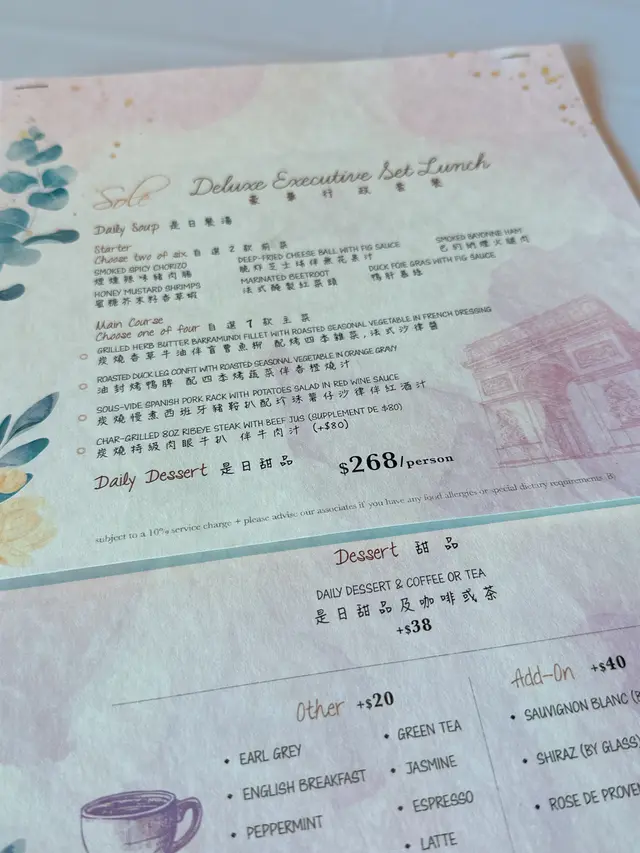 Solé
Deluxe Executive Set Lunch
豪華行政套餐
Daily Soup 是日餐湯
Starter
Choose two of six 自選2款前菜
SMOKED SPICY CHORIZO
煙燻辣味豬肉腸
DEEP-FRIED CHEESE BALL WITH FIG SAUCE
脆炸芝士球伴無花果汁
SMOKED BAYONNE HAM
巴約納煙火腿肉
HONEY MUSTARD SHRIMPS
蜜糖芥末籽香草蝦
MARINATED BEETROOT
法式醃製紅菜頭
DUCK FOIE GRAS WITH FIG SAUCE
鴨肝慕絲
Main Course
Choose one of four 自選1款主菜
GRILLED HERB BUTTER BARRAMUNDI FILLET WITH ROASTED SEASONAL VEGETABLE IN FRENCH DRESSING
炭燒香草牛油伴盲曹魚柳 配烤四季雜菜,法式沙律醬
ROASTED DUCK LEG CONFIT WITH ROASTED SEASONAL VEGETABLE IN ORANGE GRAVY
油封烤鴨脾 配四季烤蔬菜伴香橙燒汁
SOUS-VIDE SPANISH PORK RACK WITH POTATOES SALAD IN RED WINE SAUCE
炭燒慢煮西班牙豬鞍扒配珍珠薯仔沙律伴紅酒汁
CHAR-GRILLED 8OZ RIBEYE STEAK WITH BEEF JUS (SUPPLEMENT DE $80)
炭燒特級肉眼牛扒 伴牛肉汁 (+$80)
Daily Dessert 是日甜品
$268/person
subject to a 10% service charge + please advise our associates if you have any food allergies or special dietary requirements
Dessert 甜品
DAILY DESSERT & COFFEE OR TEA
是日甜品及咖啡或茶
+$38
Other +$20
• EARL GREY
• ENGLISH BREAKFAST
• PEPPERMINT
• GREEN TEA
• JASMINE
• ESPRESSO
• LATTE
Add-On +$40
• SAUVIGNON BLANC (B
• SHIRAZ (BY GLASS)
• ROSE DE PROVEN